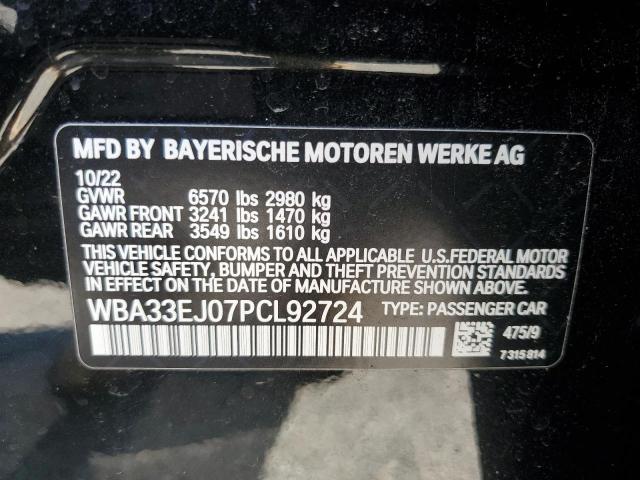 MFD BY BAYERISCHE MOTOREN WERKE AG
10/22
GVWR 6570 lbs 2980 kg
GAWR FRONT 3241 lbs 1470 kg
GAWR REAR 3549 lbs 1610 kg
THIS VEHICLE CONFORMS TO ALL APPLICABLE U.S.FEDERAL MOTOR
VEHICLE SAFETY, BUMPER AND THEFT PREVENTION STANDARDS
IN EFFECT ON THE DATE OF MANUFACTURE SHOWN ABOVE.
WBA33EJ07PCL92724 TYPE: PASSENGER CAR
475/9
7315814